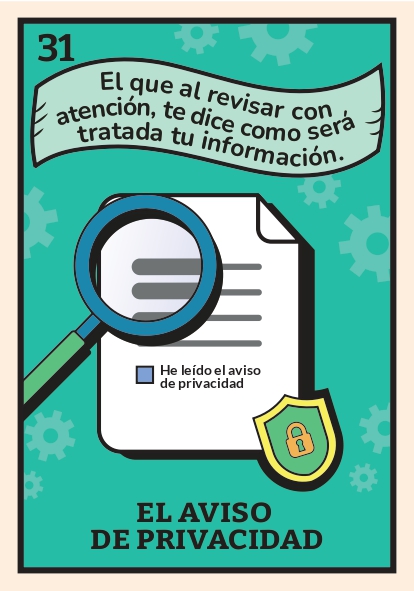 31
El que al revisar con
atención, te dice como será
tratada tu información.
He leído el aviso
de privacidad
EL AVISO
DE PRIVACIDAD